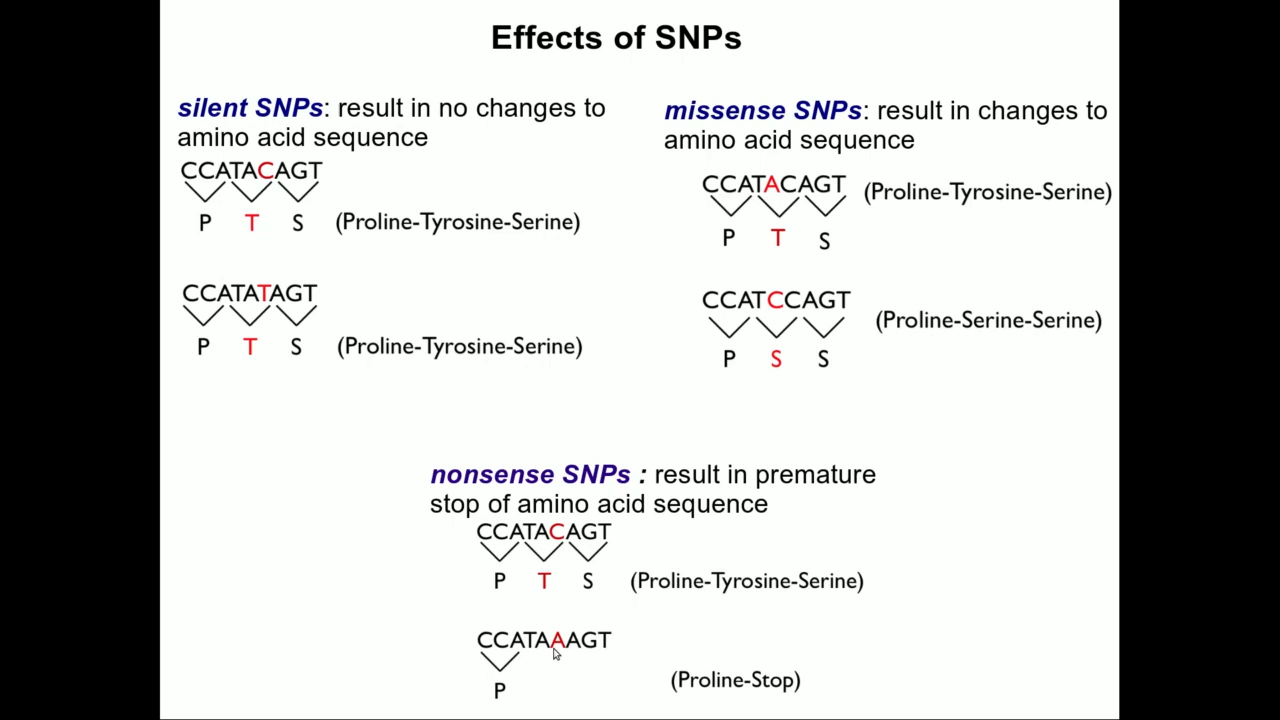 Effects of SNPs
silent SNPs: result in no changes to
amino acid sequence
CCATACAGT
P T S (Proline-Tyrosine-Serine)
CCATATAGT
P T S (Proline-Tyrosine-Serine)
missense SNPs: result in changes to
amino acid sequence
CCATACAGT (Proline-Tyrosine-Serine)
P T S
CCATCCAGT (Proline-Serine-Serine)
P S S
nonsense SNPs : result in premature
stop of amino acid sequence
CCATACAGT
P T S (Proline-Tyrosine-Serine)
CCATAAAGT
(Proline-Stop)
P